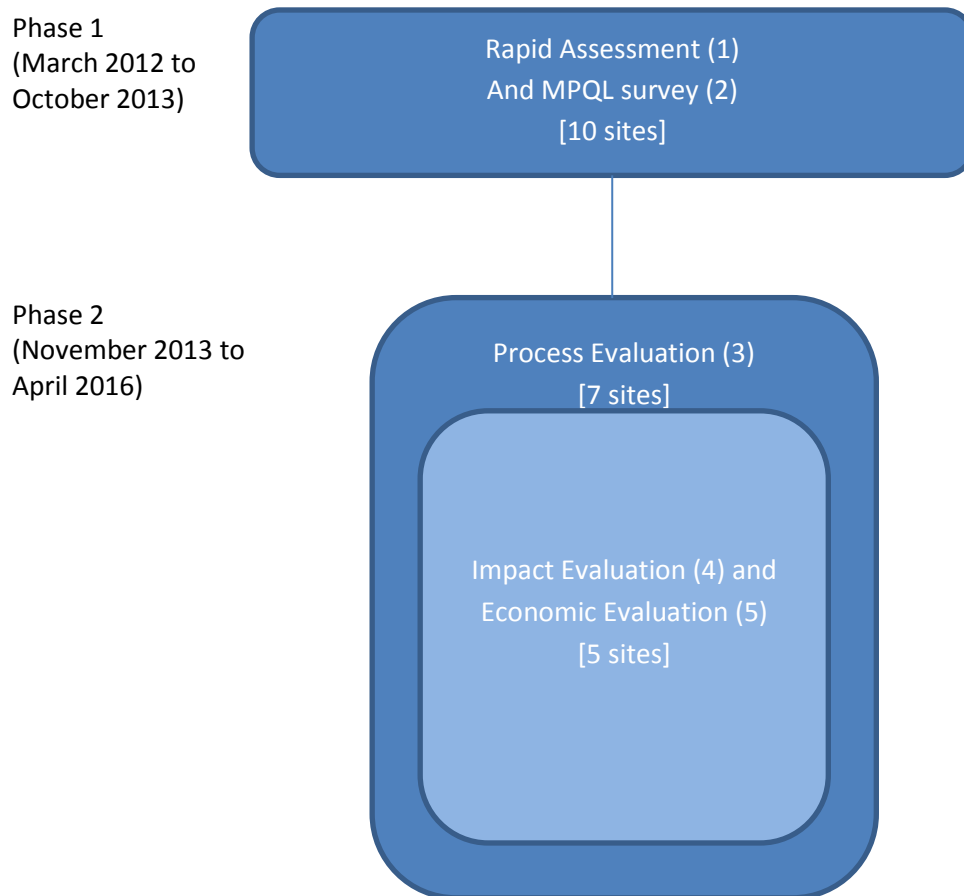 Phase 1
(March 2012 to
October 2013)
Rapid Assessment (1)
And MPQL survey (2)
[10 sites]
Phase 2
(November 2013 to
April 2016)
Process Evaluation (3)
[7 sites]
Impact Evaluation (4) and
Economic Evaluation (5)
[5 sites]